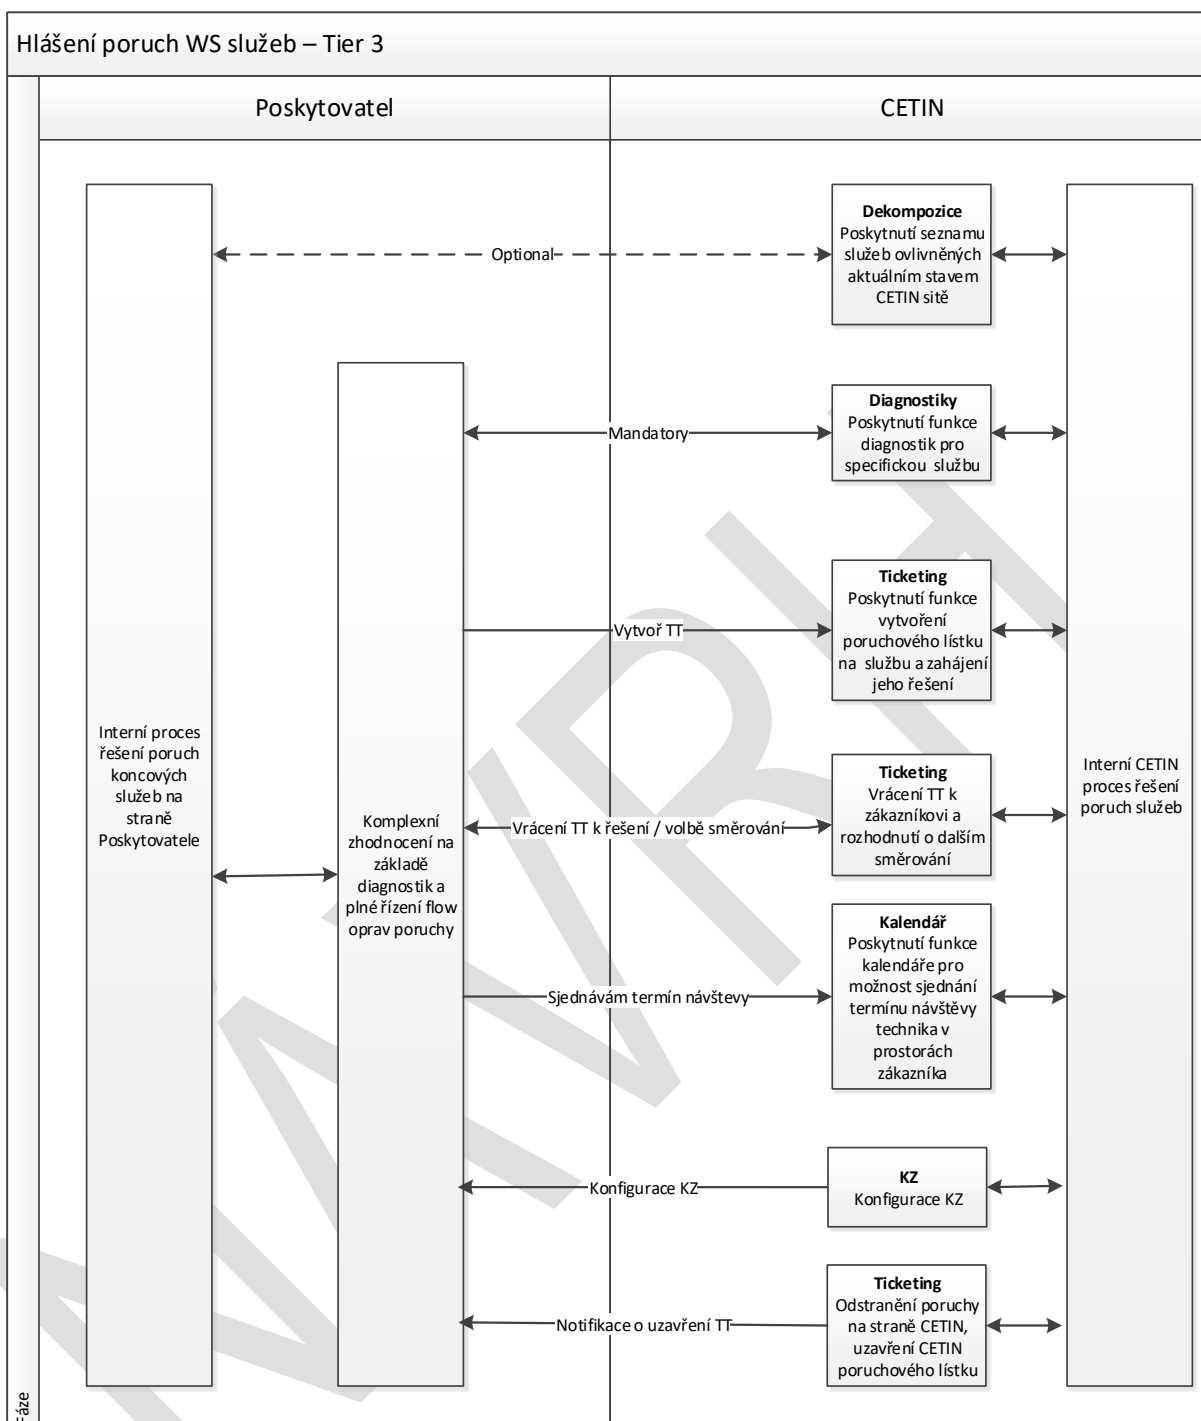 Hlášení poruch WS služeb – Tier 3
Poskytovatel
CETIN
Dekompozice
Poskytnutí seznamu
služeb ovlivněných
aktuálním stavem
CETIN sítě
Optional
Diagnostiky
Poskytnutí funkce
diagnostik pro
specifickou službu
Mandatory
Ticketing
Poskytnutí funkce
vytvoření
poruchového lístku
na službu a zahájení
jeho řešení
Vytvoř TT
Interní proces
řešení poruch
koncových
služeb na
straně
Poskytovatele
Komplexní
zhodnocení na
základě
diagnostik a
plné řízení flow
oprav poruchy
Ticketing
Vrácení TT k
zákazníkovi a
rozhodnutí o dalším
směrování
Vrácení TT k řešení / volbě směrování
Interní CETIN
proces řešení
poruch služeb
Kalendář
Poskytnutí funkce
kalendáře pro
možnost sjednání
termínu návštěvy
technika v
prostorách
zákazníka
Sjednávám termín návštevy
KZ
Konfigurace KZ
Konfigurace KZ
Ticketing
Odstranění poruchy
na straně CETIN,
uzavření CETIN
poruchového lístku
Notifikace o uzavření TT
Fáze
NÁVRH